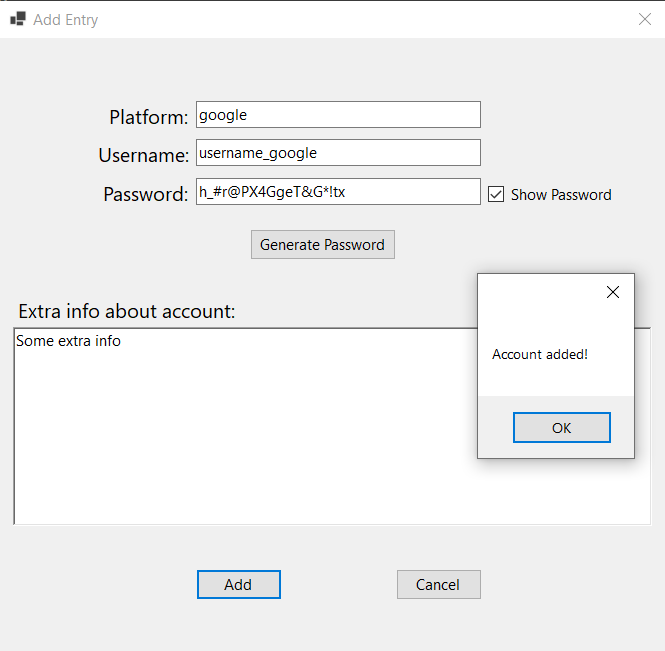 Add Entry
Platform: google
Username: username_google
Password: h_#r@PX4GgeT&G*!tx Show Password
Generate Password
Extra info about account:
Some extra info
Account added!
OK
Add Cancel